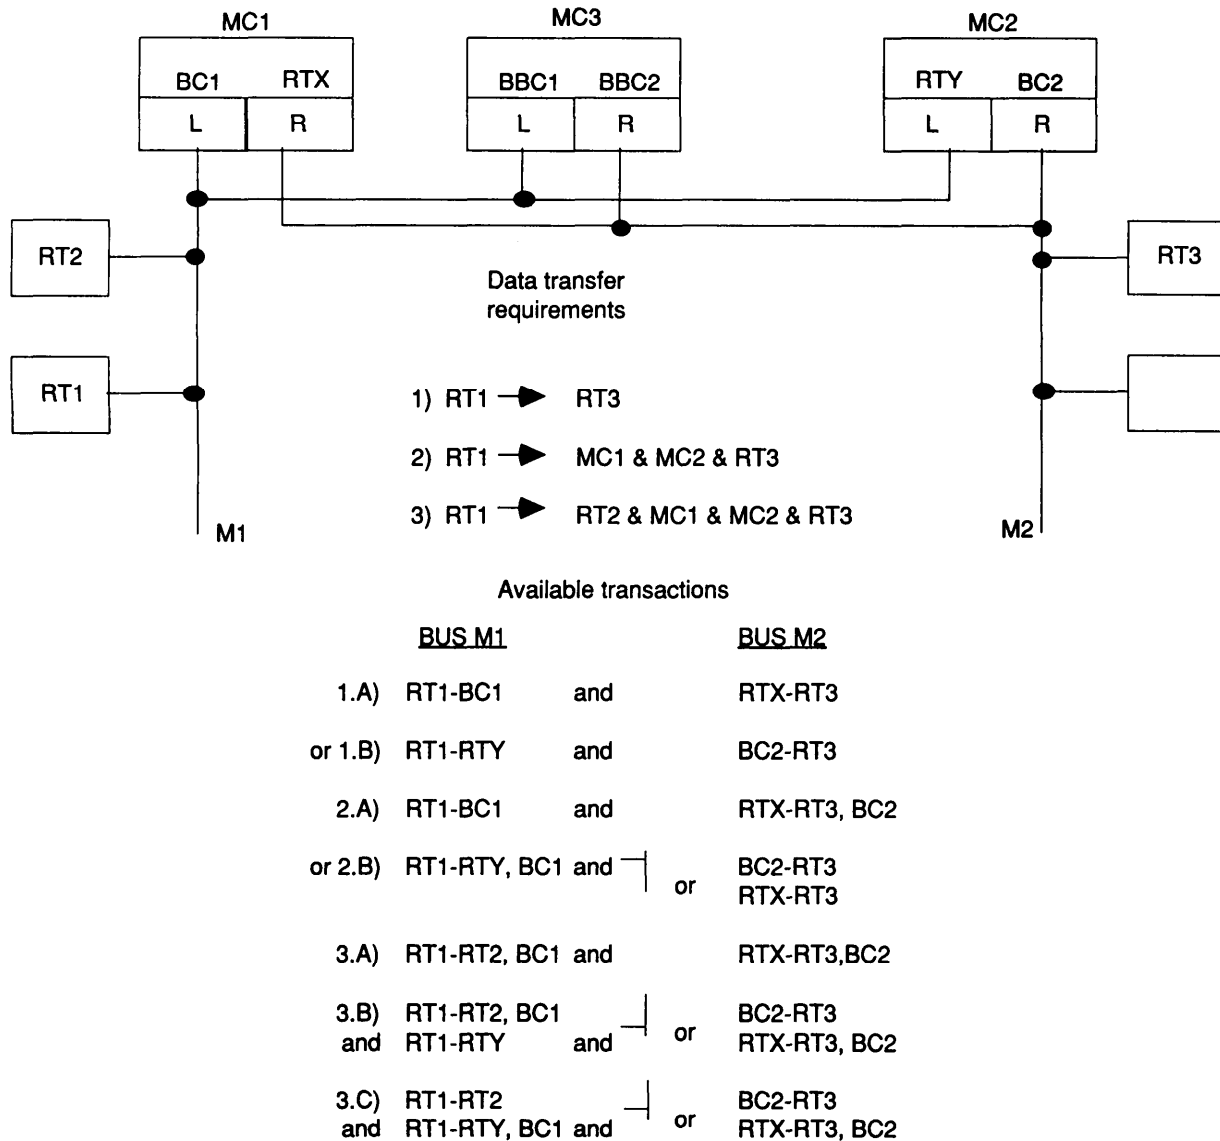 MC1 MC3 MC2
BC1 RTX BBC1 BBC2 RTY BC2
L R L R L R
RT2 RT3
Data transfer
requirements
RT1
1) RT1 RT3
2) RT1 MC1 & MC2 & RT3
3) RT1 RT2 & MC1 & MC2 & RT3
M1 M2
Available transactions
BUS M1 BUS M2
1.A) RT1-BC1 and RTX-RT3
or 1.B) RT1-RTY and BC2-RT3
2.A) RT1-BC1 and RTX-RT3, BC2
or 2.B) RT1-RTY, BC1 and BC2-RT3
or RTX-RT3
3.A) RT1-RT2, BC1 and RTX-RT3,BC2
3.B) RT1-RT2, BC1 BC2-RT3
and RT1-RTY and or RTX-RT3, BC2
3.C) RT1-RT2 BC2-RT3
and RT1-RTY, BC1 and or RTX-RT3, BC2